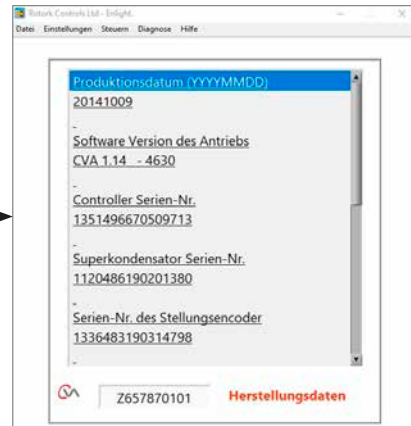 Rotork Controls Ltd - Enlight.
Datei Einstellungen Steuern Diagnose Hilfe
Produktionsdatum (YYYYMMDD)
20141009
-
Software Version des Antriebs
CVA 1.14 - 4630
-
Controller Serien-Nr.
1351496670509713
-
Superkondensator Serien-Nr.
1120486190201380
-
Serien-Nr. des Stellungsencoder
1336483190314798
-
Z657870101 Herstellungsdaten